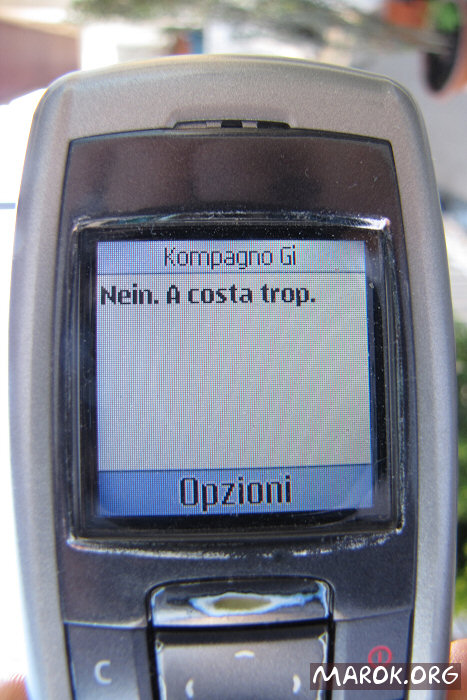 Kompagno Gi
Nein. A costa trop.
Opzioni
C
MAROK.ORG